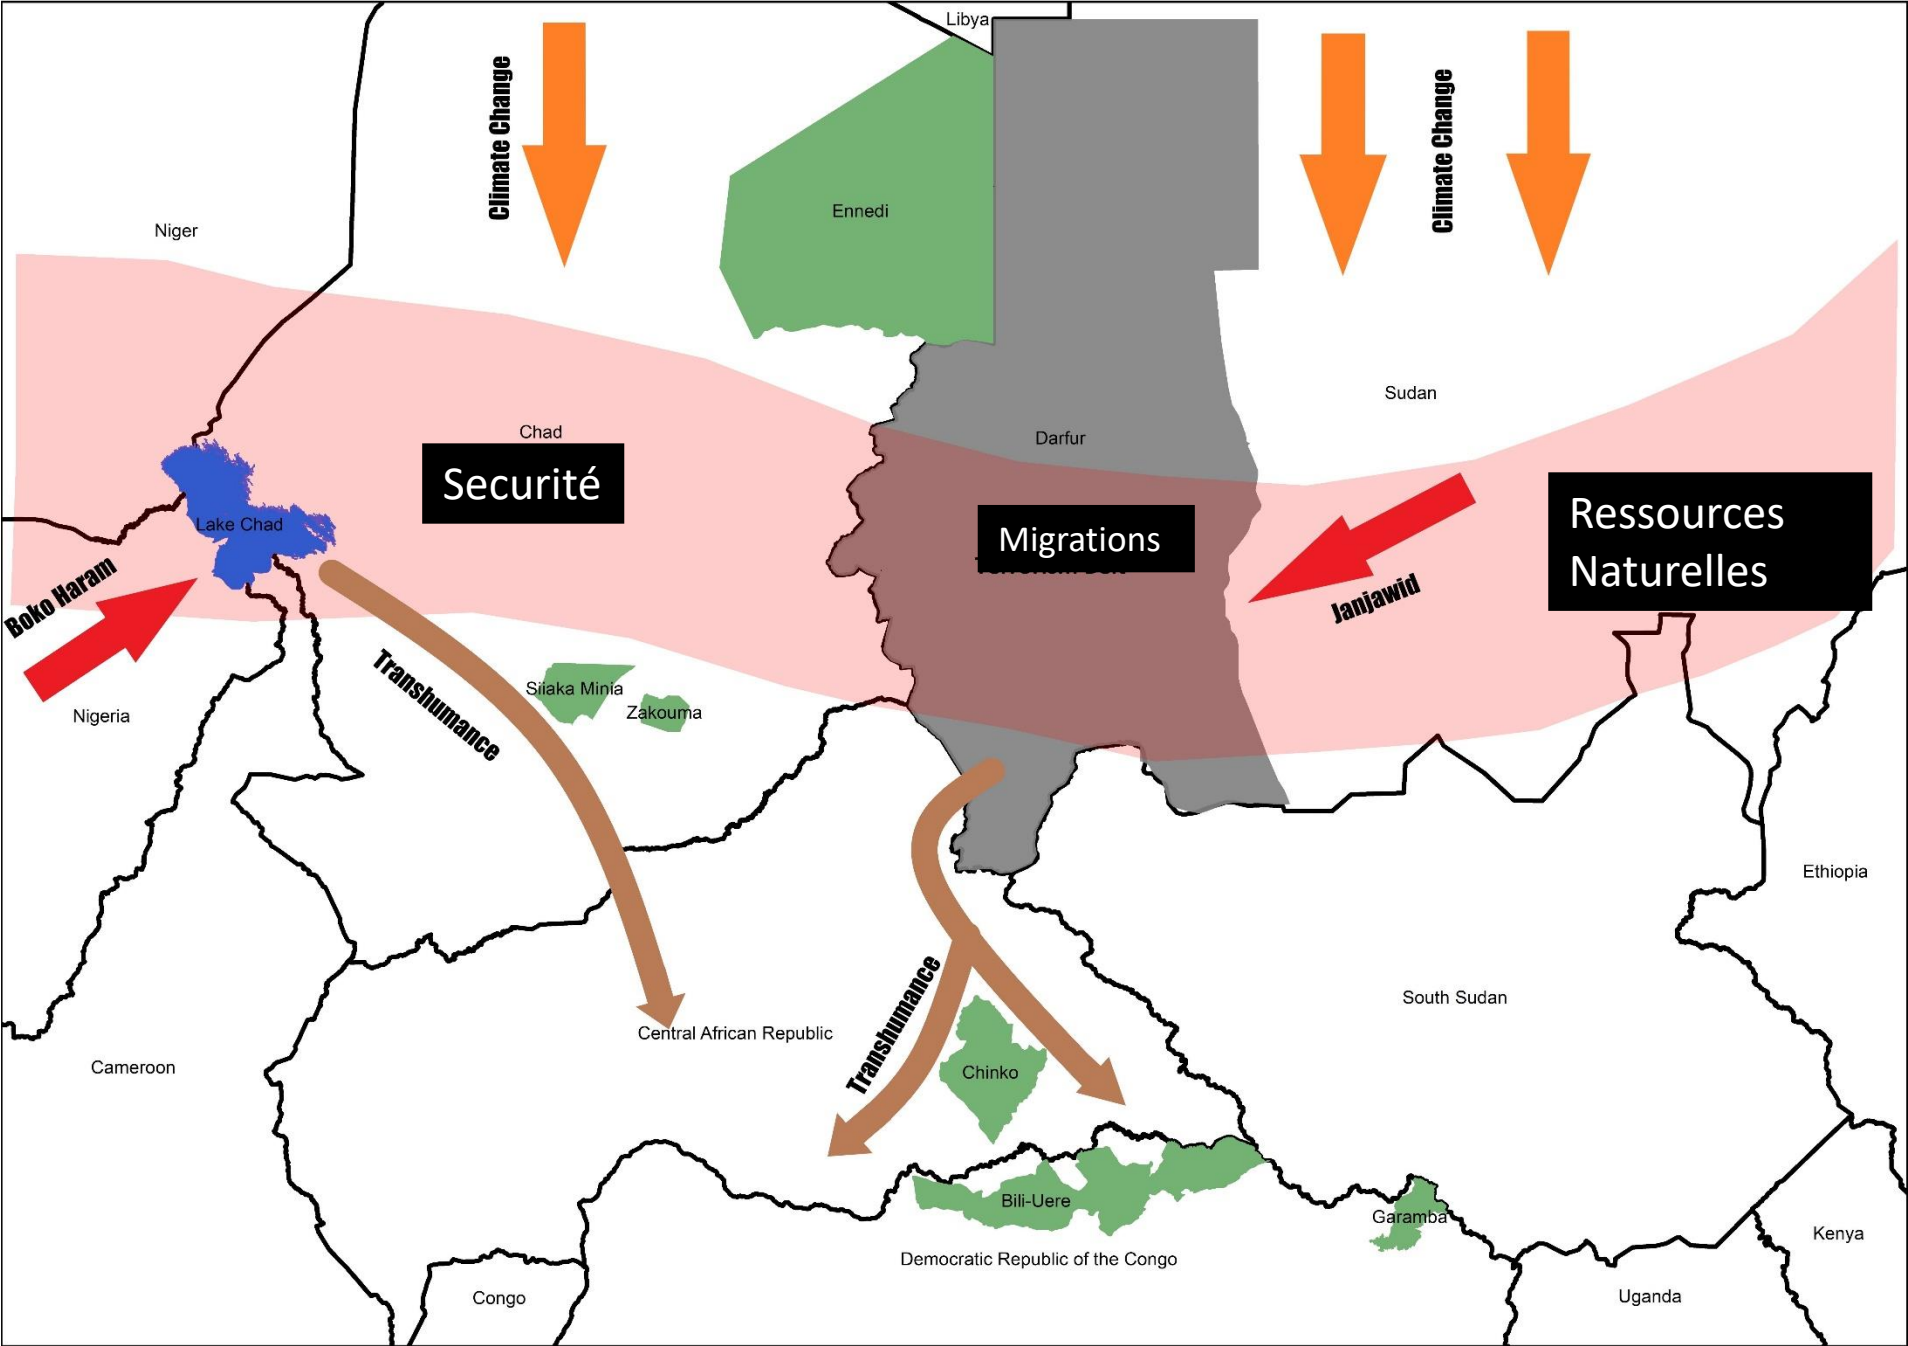 Libya
Climate Change
Climate Change
Ennedi
Niger
Sudan
Chad
Darfur
Securité
Migrations
Ressources
Naturelles
Lake Chad
Boko Haram
Janjawid
Transhumance
Siiaka Minia
Zakouma
Nigeria
Ethiopia
South Sudan
Central African Republic
Transhumance
Cameroon
Chinko
Bili-Uere
Garamba
Democratic Republic of the Congo
Kenya
Congo
Uganda